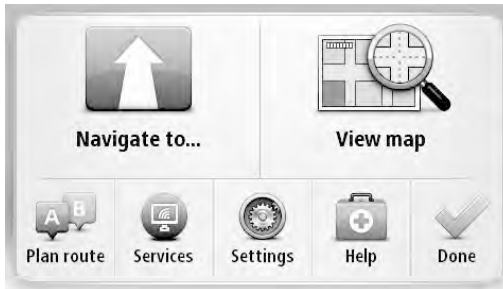 Navigate to...
View map
A B
Plan route
Services
Settings
Help
Done